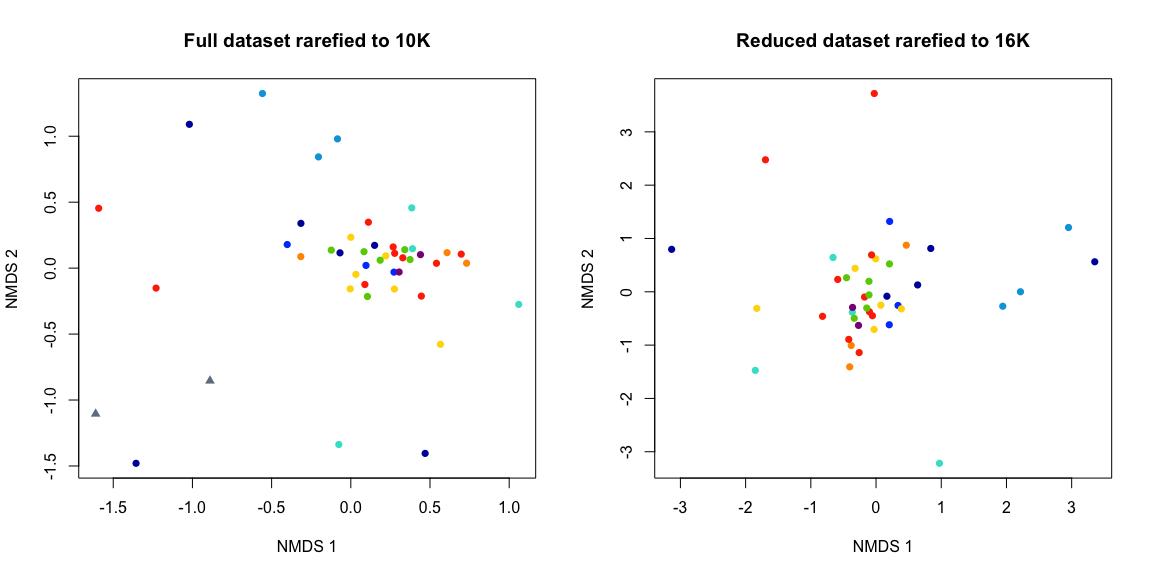 Full dataset rarefied to 10K
NMDS 2
1.0
0.5
0.0
-0.5
-1.0
-1.5
-1.5 -1.0 -0.5 0.0 0.5 1.0
NMDS 1
Reduced dataset rarefied to 16K
NMDS 2
3
2
1
0
-1
-2
-3
-3 -2 -1 0 1 2 3
NMDS 1